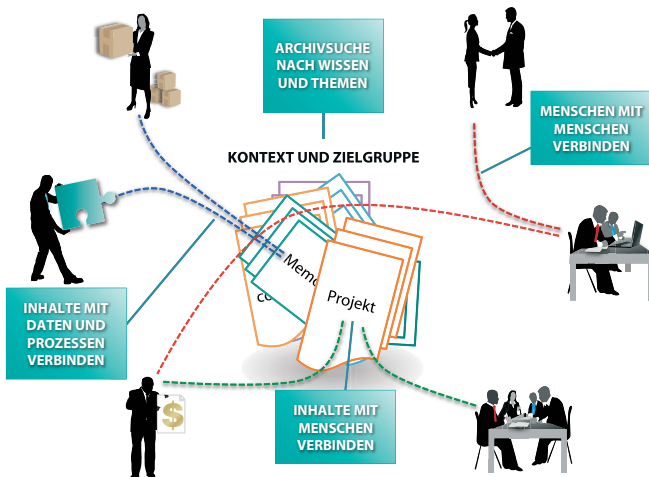 ARCHIVSUCHE
NACH WISSEN
UND THEMEN
MENSCHEN MIT
MENSCHEN
VERBINDEN
KONTEXT UND ZIELGRUPPE
Memo
Projekt
INHALTE MIT
DATEN UND
PROZESSEN
VERBINDEN
$
INHALTE MIT
MENSCHEN
VERBINDEN